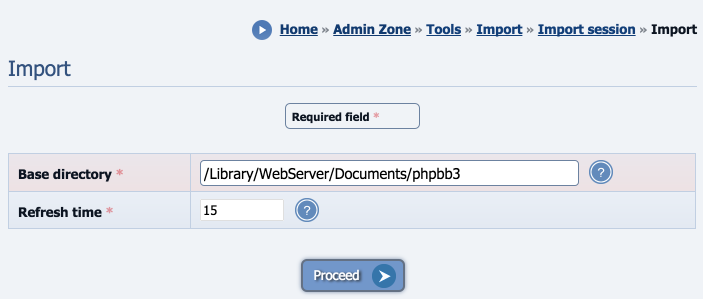 Home » Admin Zone » Tools » Import » Import session » Import
Import
Required field *
Base directory * /Library/WebServer/Documents/phpbb3 ?
Refresh time * 15 ?
Proceed